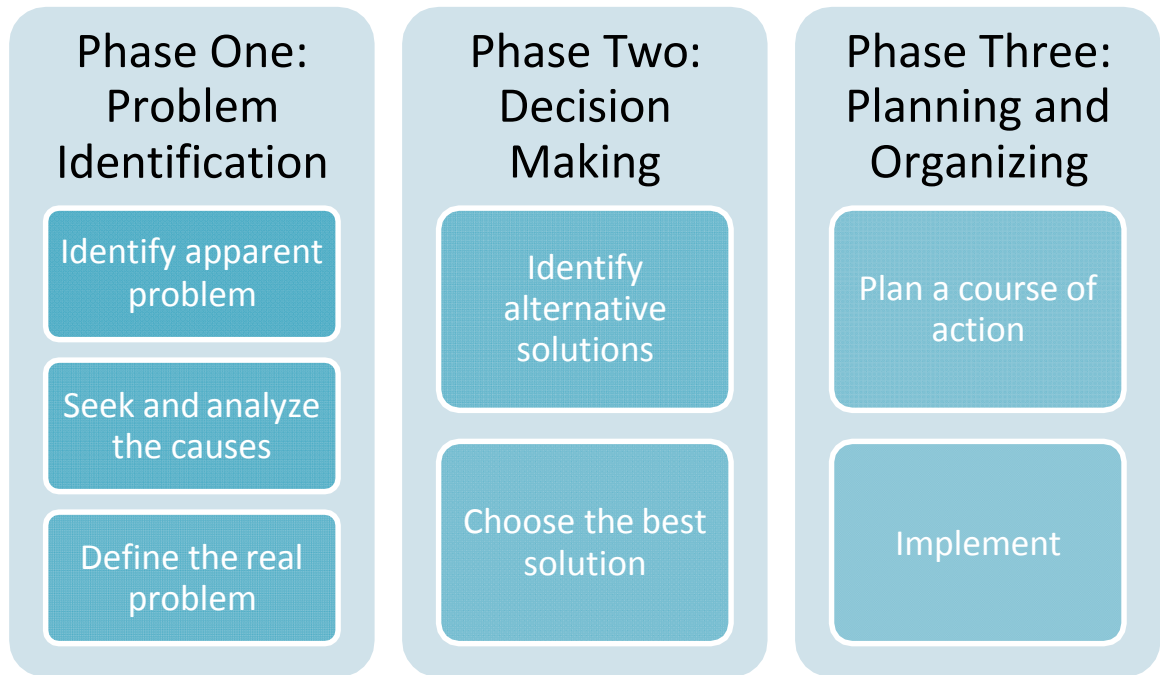 Phase One:
Problem
Identification
Identify apparent
problem
Seek and analyze
the causes
Define the real
problem
Phase Two:
Decision
Making
Identify
alternative
solutions
Choose the best
solution
Phase Three:
Planning and
Organizing
Plan a course of
action
Implement